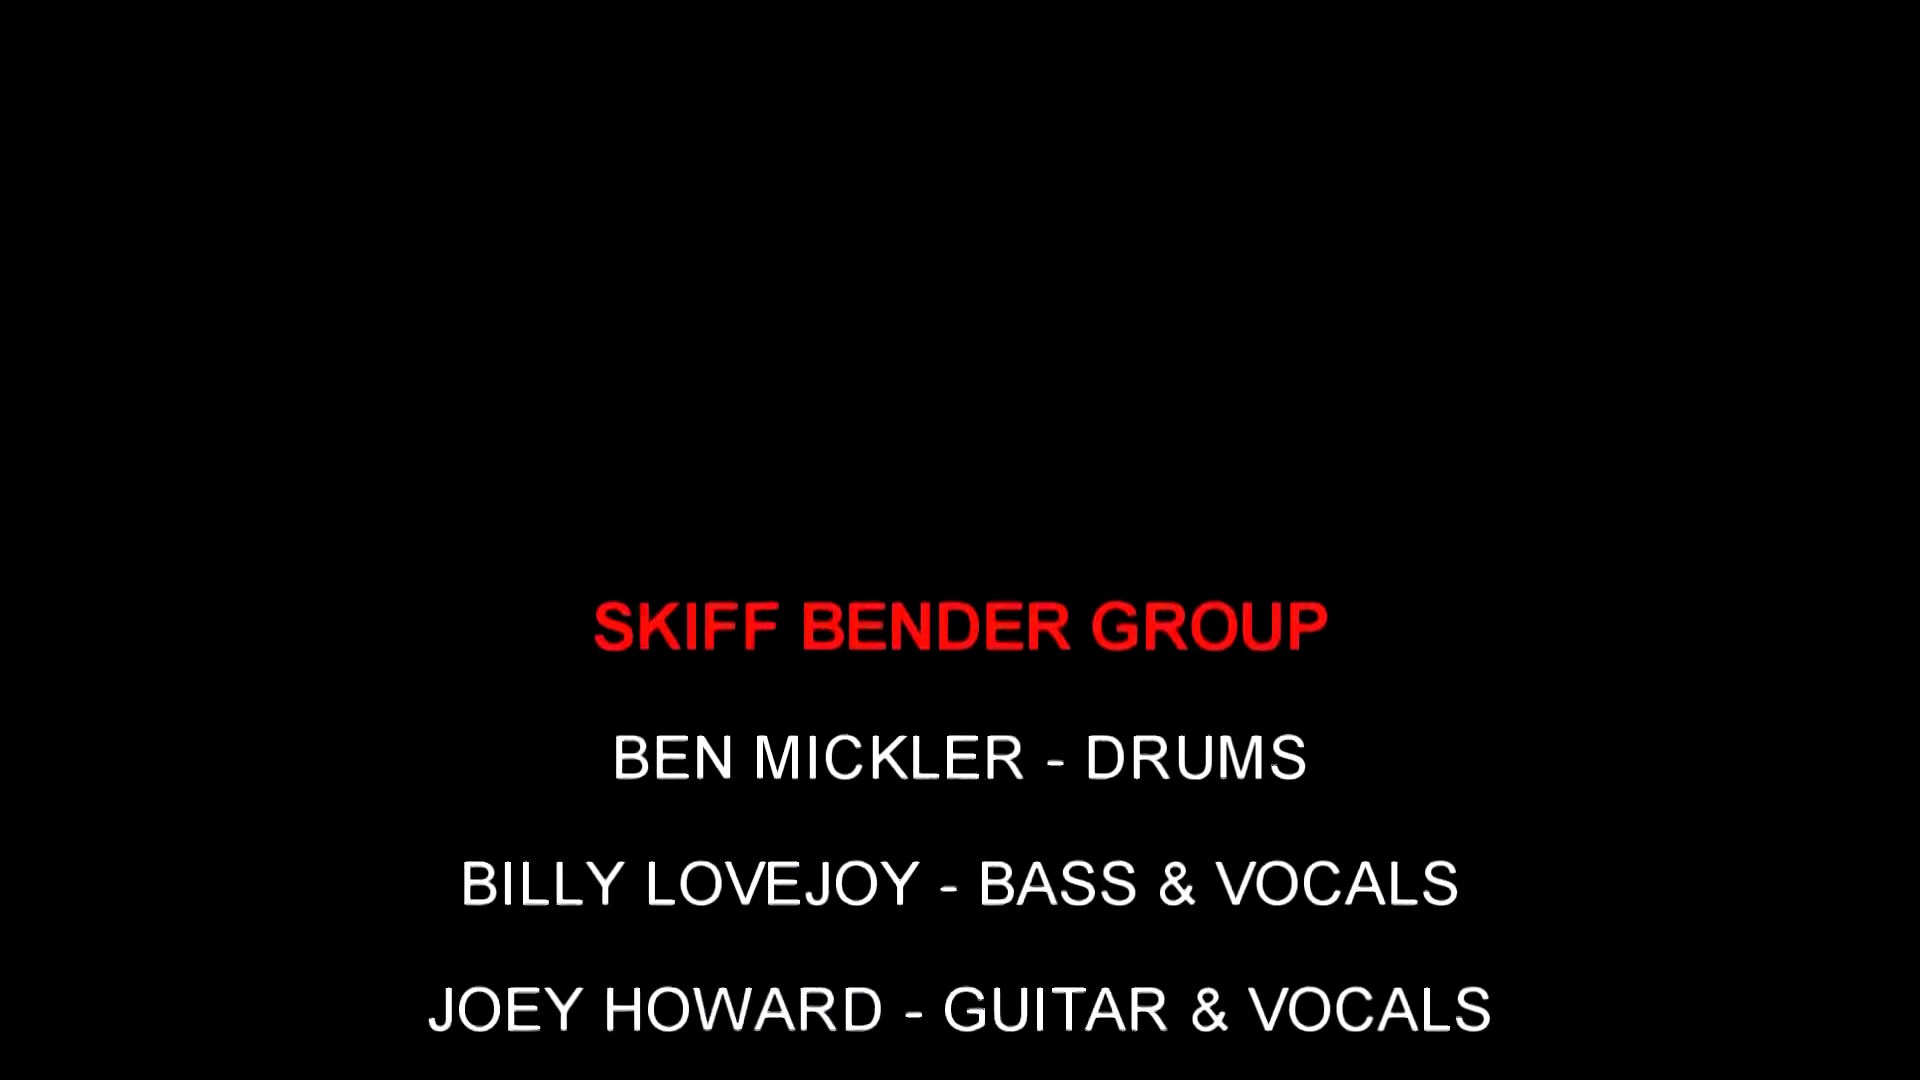 SKIFF BENDER GROUP
BEN MICKLER - DRUMS
BILLY LOVEJOY - BASS & VOCALS
JOEY HOWARD - GUITAR & VOCALS